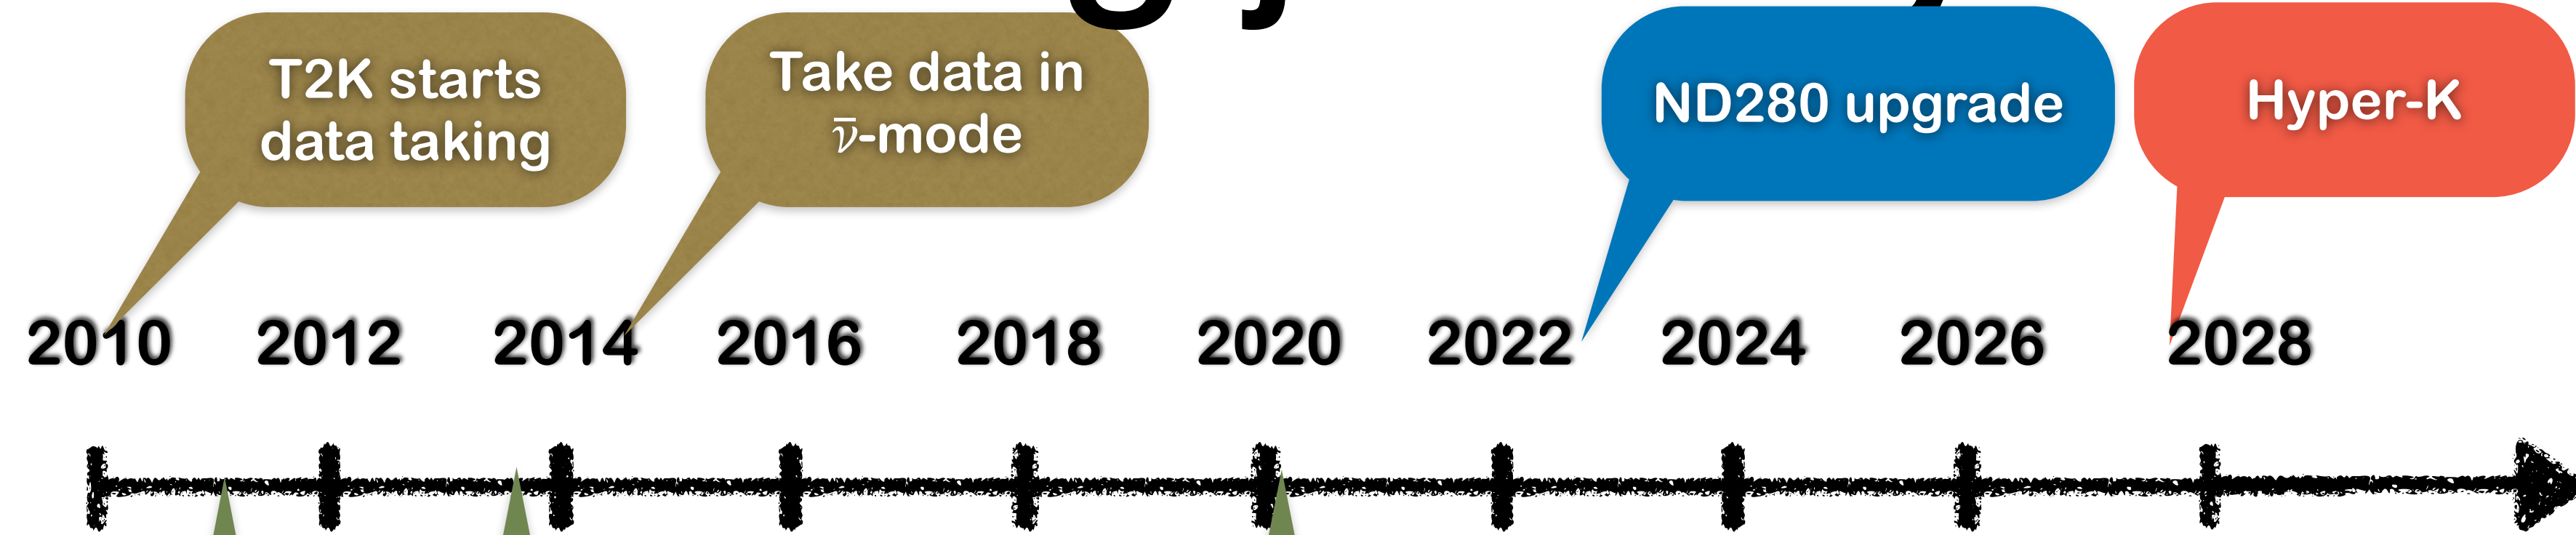 T2K starts
data taking
Take data in
ν̄-mode
ND280 upgrade
Hyper-K
2010 2012 2014 2016 2018 2020 2022 2024 2026 2028